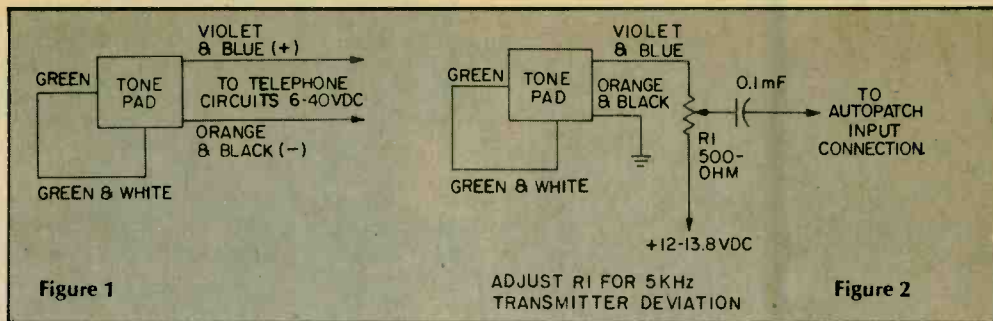 VIOLET
& BLUE (+)
GREEN
TONE
PAD
TO TELEPHONE
CIRCUITS 6-40VDC
ORANGE
& BLACK (-)
GREEN & WHITE
Figure 1
VIOLET
& BLUE
GREEN
TONE
PAD
ORANGE
& BLACK
0.1mF
TO
AUTOPATCH
INPUT
CONNECTION.
R1
500-
OHM
GREEN & WHITE
+12-13.8VDC
ADJUST R1 FOR 5KHz
TRANSMITTER DEVIATION
Figure 2